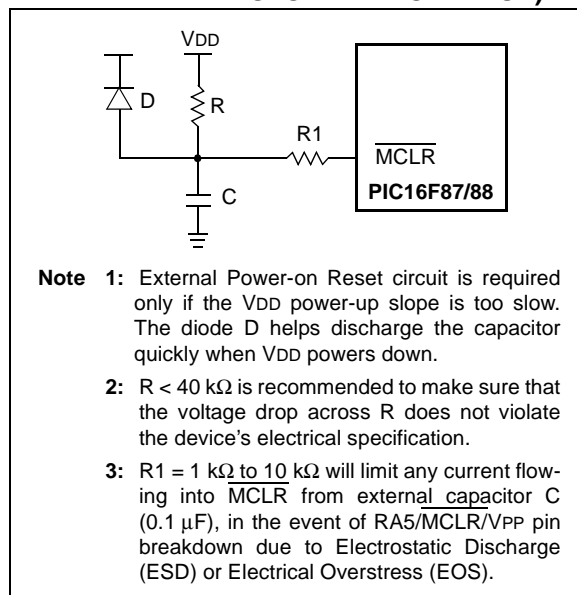 VDD
D
R
R1
MCLR
PIC16F87/88
C
Note 1: External Power-on Reset circuit is required
only if the VDD power-up slope is too slow.
The diode D helps discharge the capacitor
quickly when VDD powers down.
2: R < 40 kΩ is recommended to make sure that
the voltage drop across R does not violate
the device's electrical specification.
3: R1 = 1 kΩ to 10 kΩ will limit any current flow-
ing into MCLR from external capacitor C
(0.1 μF), in the event of RA5/MCLR/VPP pin
breakdown due to Electrostatic Discharge
(ESD) or Electrical Overstress (EOS).